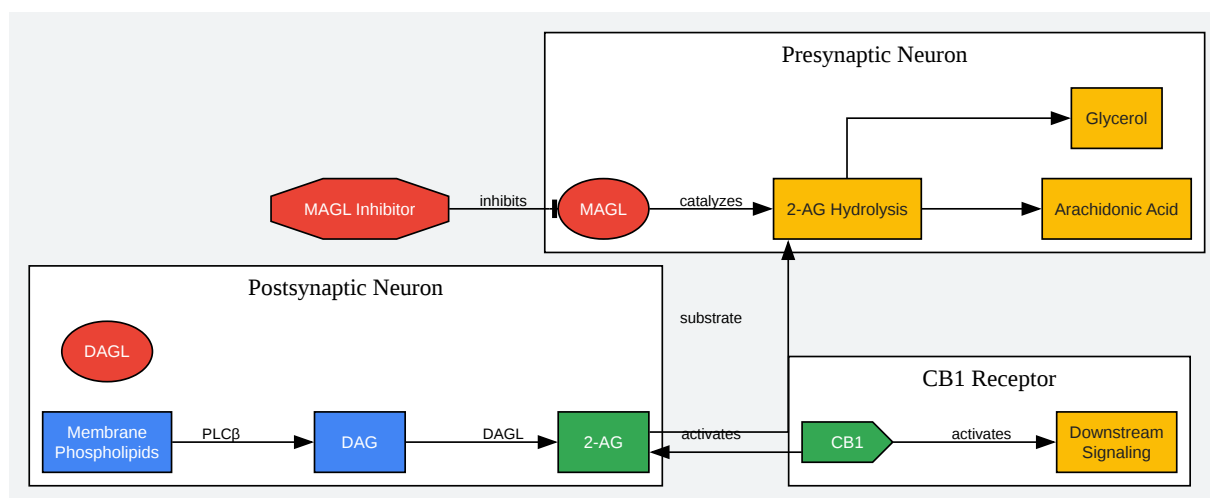 Presynaptic Neuron
Glycerol
MAGL Inhibitor
inhibits
MAGL
catalyzes
2-AG Hydrolysis
Arachidonic Acid
Postsynaptic Neuron
substrate
DAGL
CB1 Receptor
Membrane
Phospholipids
PLCβ
DAG
DAGL
2-AG
activates
CB1
activates
Downstream
Signaling